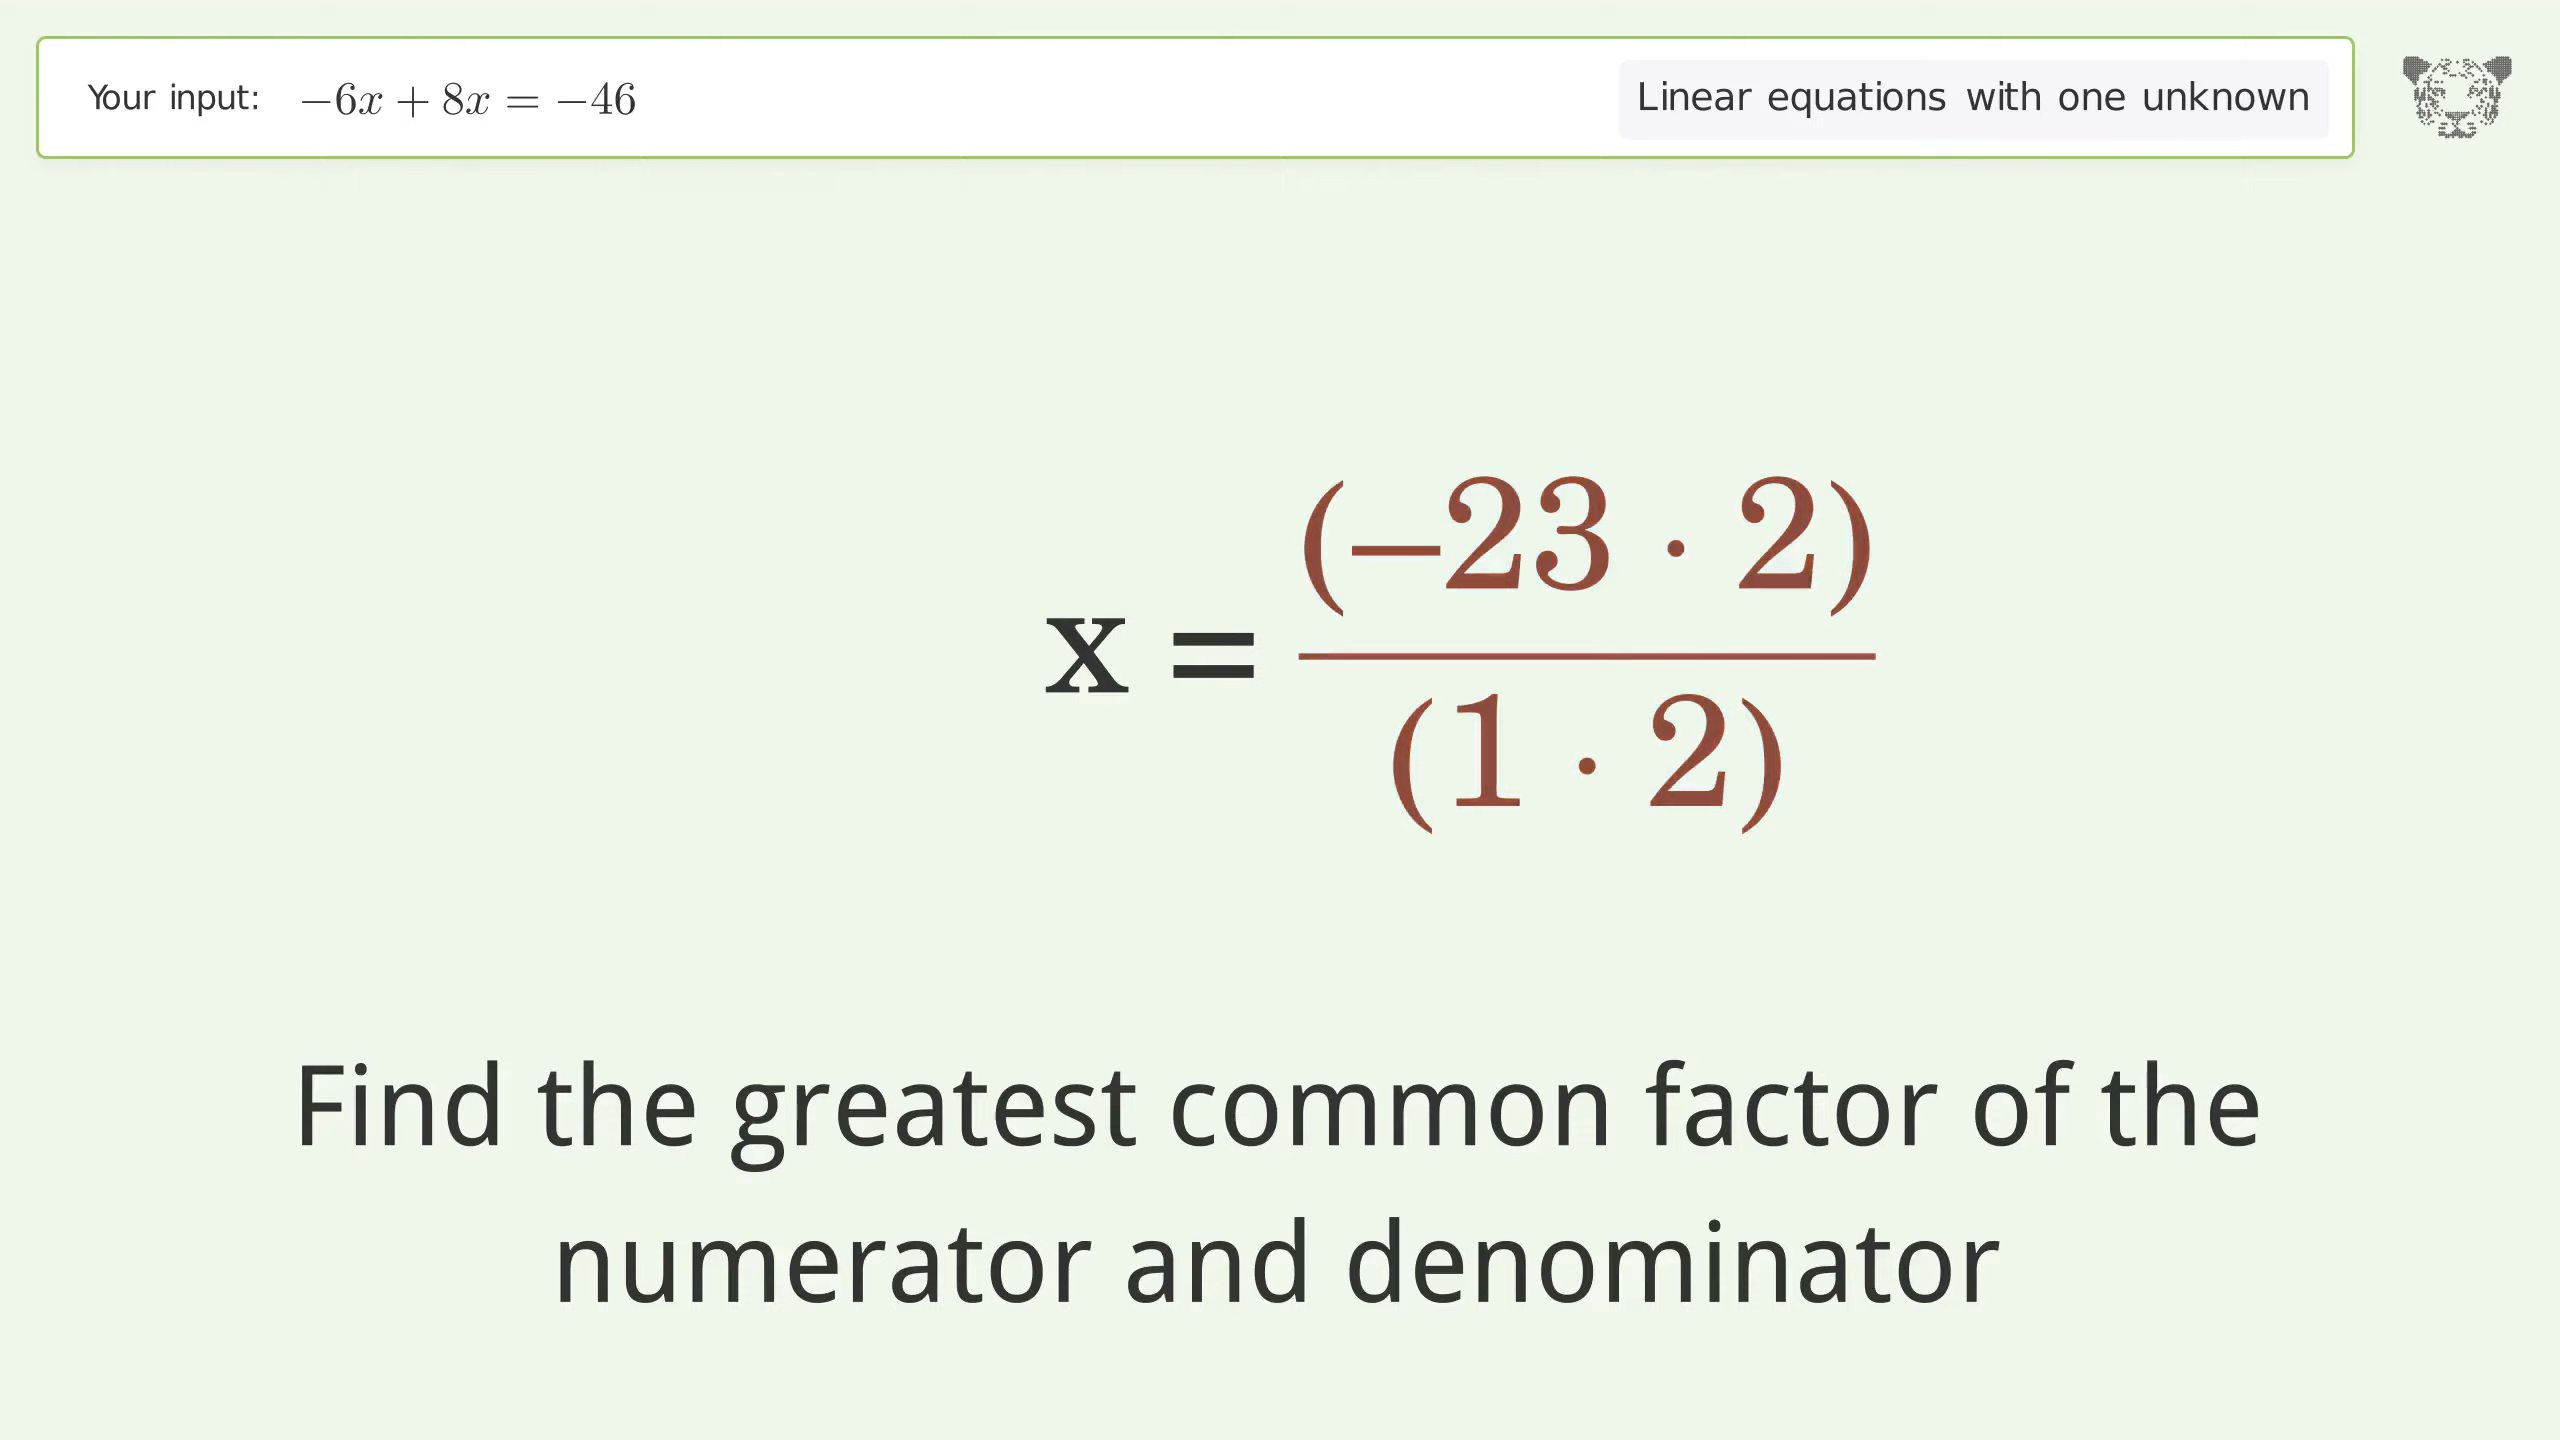 Your input: −6x + 8x = −46
Linear equations with one unknown
x = (−23 · 2) / (1 · 2)
Find the greatest common factor of the
numerator and denominator